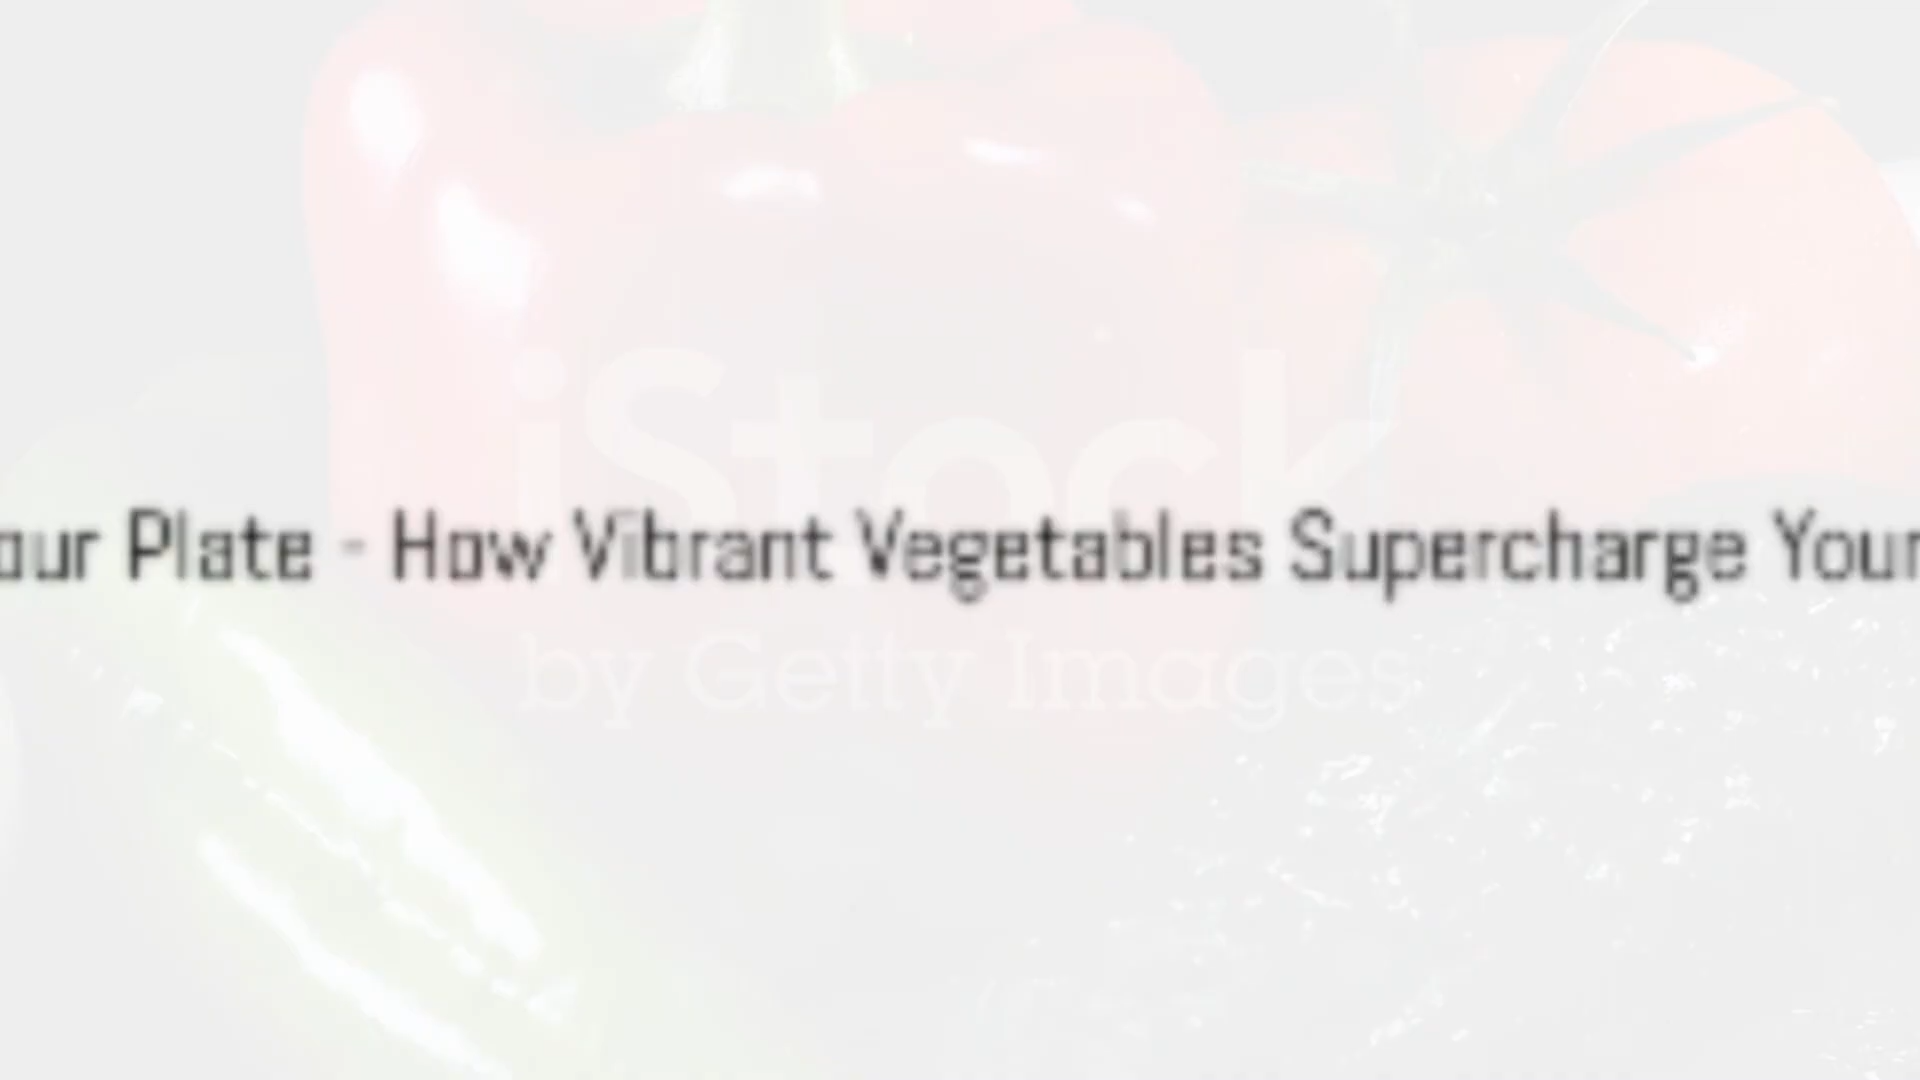 iStock
our Plate - How Vibrant Vegetables Supercharge Your
by Getty Images